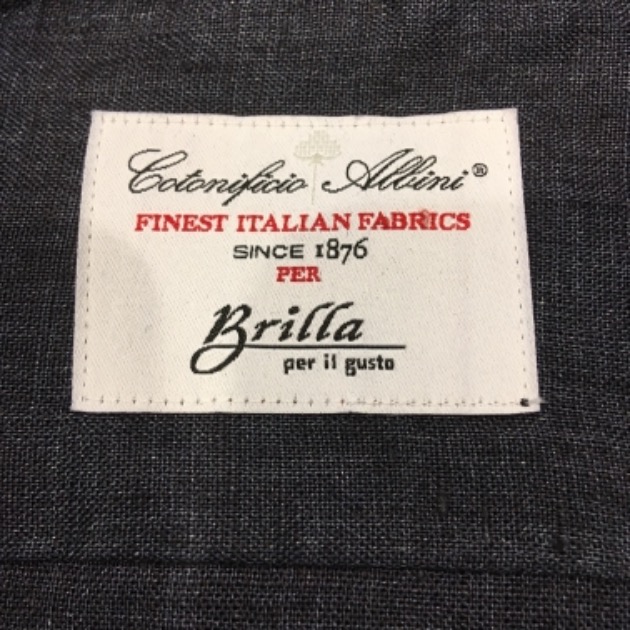 Cotonificio Albini®
FINEST ITALIAN FABRICS
SINCE 1876
PER
Brilla
per il gusto